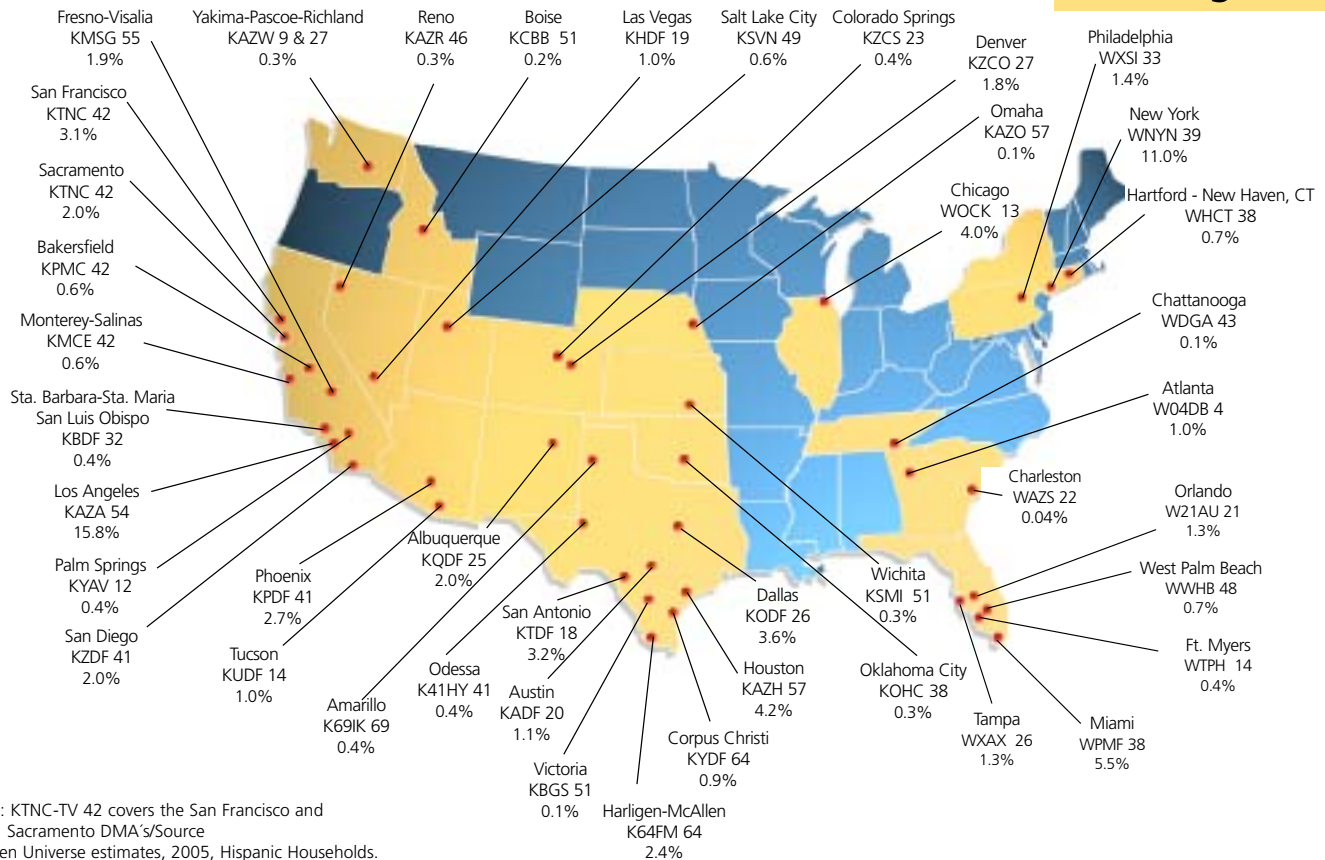 Fresno-Visalia
KMSG 55
1.9%
Yakima-Pascoe-Richland
KAZW 9 & 27
0.3%
Reno
KAZR 46
0.3%
Boise
KCBB 51
0.2%
Las Vegas
KHDF 19
1.0%
Salt Lake City
KSVN 49
0.6%
Colorado Springs
KZCS 23
0.4%
Denver
KZCO 27
1.8%
Philadelphia
WXSI 33
1.4%
San Francisco
KTNC 42
3.1%
Omaha
KAZO 57
0.1%
New York
WNYN 39
11.0%
Sacramento
KTNC 42
2.0%
Chicago
WOCK 13
4.0%
Hartford - New Haven, CT
WHCT 38
0.7%
Bakersfield
KPMC 42
0.6%
Monterey-Salinas
KMCE 42
0.6%
Chattanooga
WDGA 43
0.1%
Sta. Barbara-Sta. Maria
San Luis Obispo
KBDF 32
0.4%
Atlanta
W04DB 4
1.0%
Los Angeles
KAZA 54
15.8%
Charleston
WAZS 22
0.04%
Orlando
W21AU 21
1.3%
Palm Springs
KYAV 12
0.4%
Phoenix
KPDF 41
2.7%
Albuquerque
KQDF 25
2.0%
San Antonio
KTDF 18
3.2%
Dallas
KODF 26
3.6%
Wichita
KSMI 51
0.3%
West Palm Beach
WWHB 48
0.7%
San Diego
KZDF 41
2.0%
Tucson
KUDF 14
1.0%
Amarillo
K69IK 69
0.4%
Odessa
K41HY 41
0.4%
Austin
KADF 20
1.1%
Houston
KAZH 57
4.2%
Oklahoma City
KOHC 38
0.3%
Ft. Myers
WTPH 14
0.4%
Tampa
WXAX 26
1.3%
Miami
WPMF 38
5.5%
Corpus Christi
KYDF 64
0.9%
Victoria
KBGS 51
0.1%
Harligen-McAllen
K64FM 64
2.4%
: KTNC-TV 42 covers the San Francisco and
Sacramento DMA´s/Source
en Universe estimates, 2005, Hispanic Households.